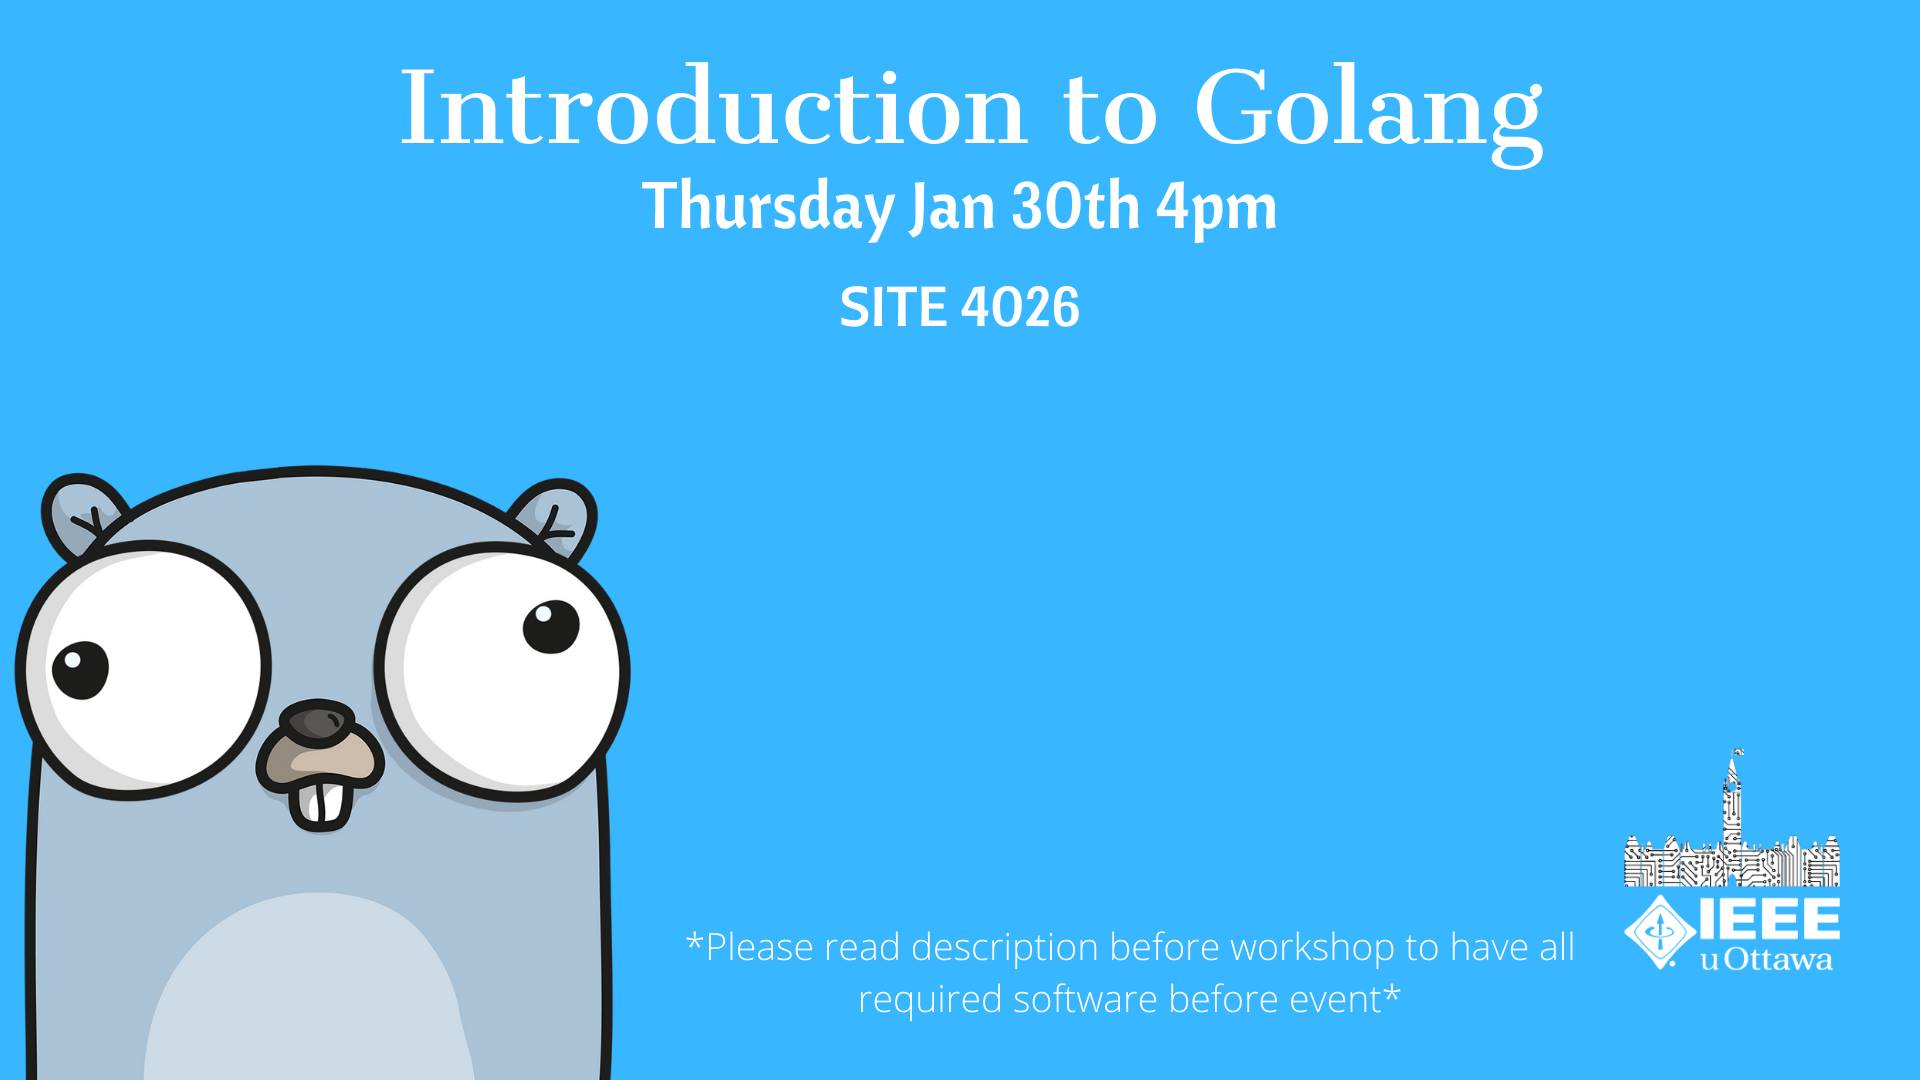 Introduction to Golang
Thursday Jan 30th 4pm
SITE 4026
*Please read description before workshop to have all
required software before event*
IEEE
uOttawa